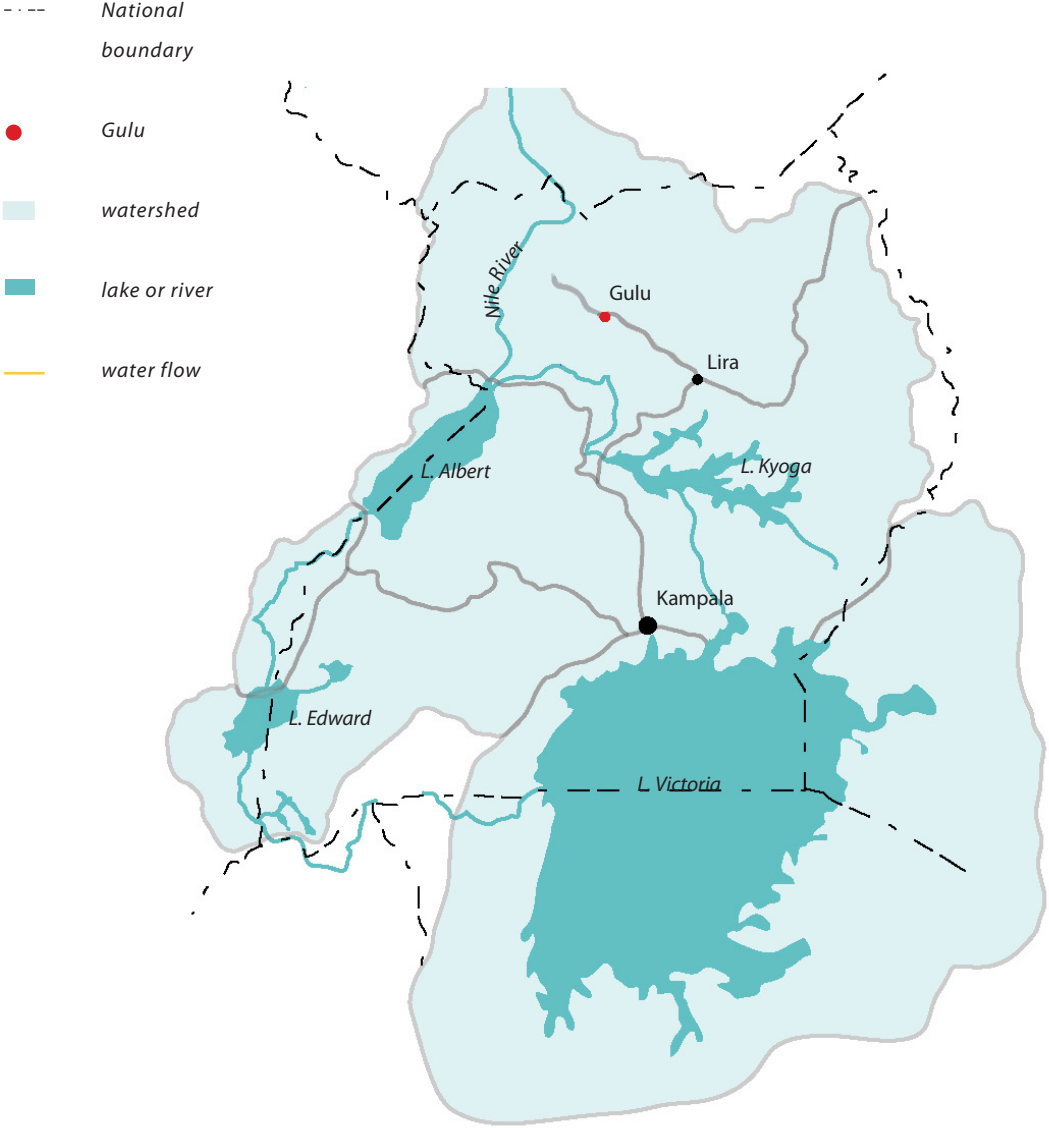 National
boundary
Gulu
watershed
lake or river
water flow
Nile River
Gulu
Lira
L. Albert
L. Kyoga
Kampala
L. Edward
L. Victoria